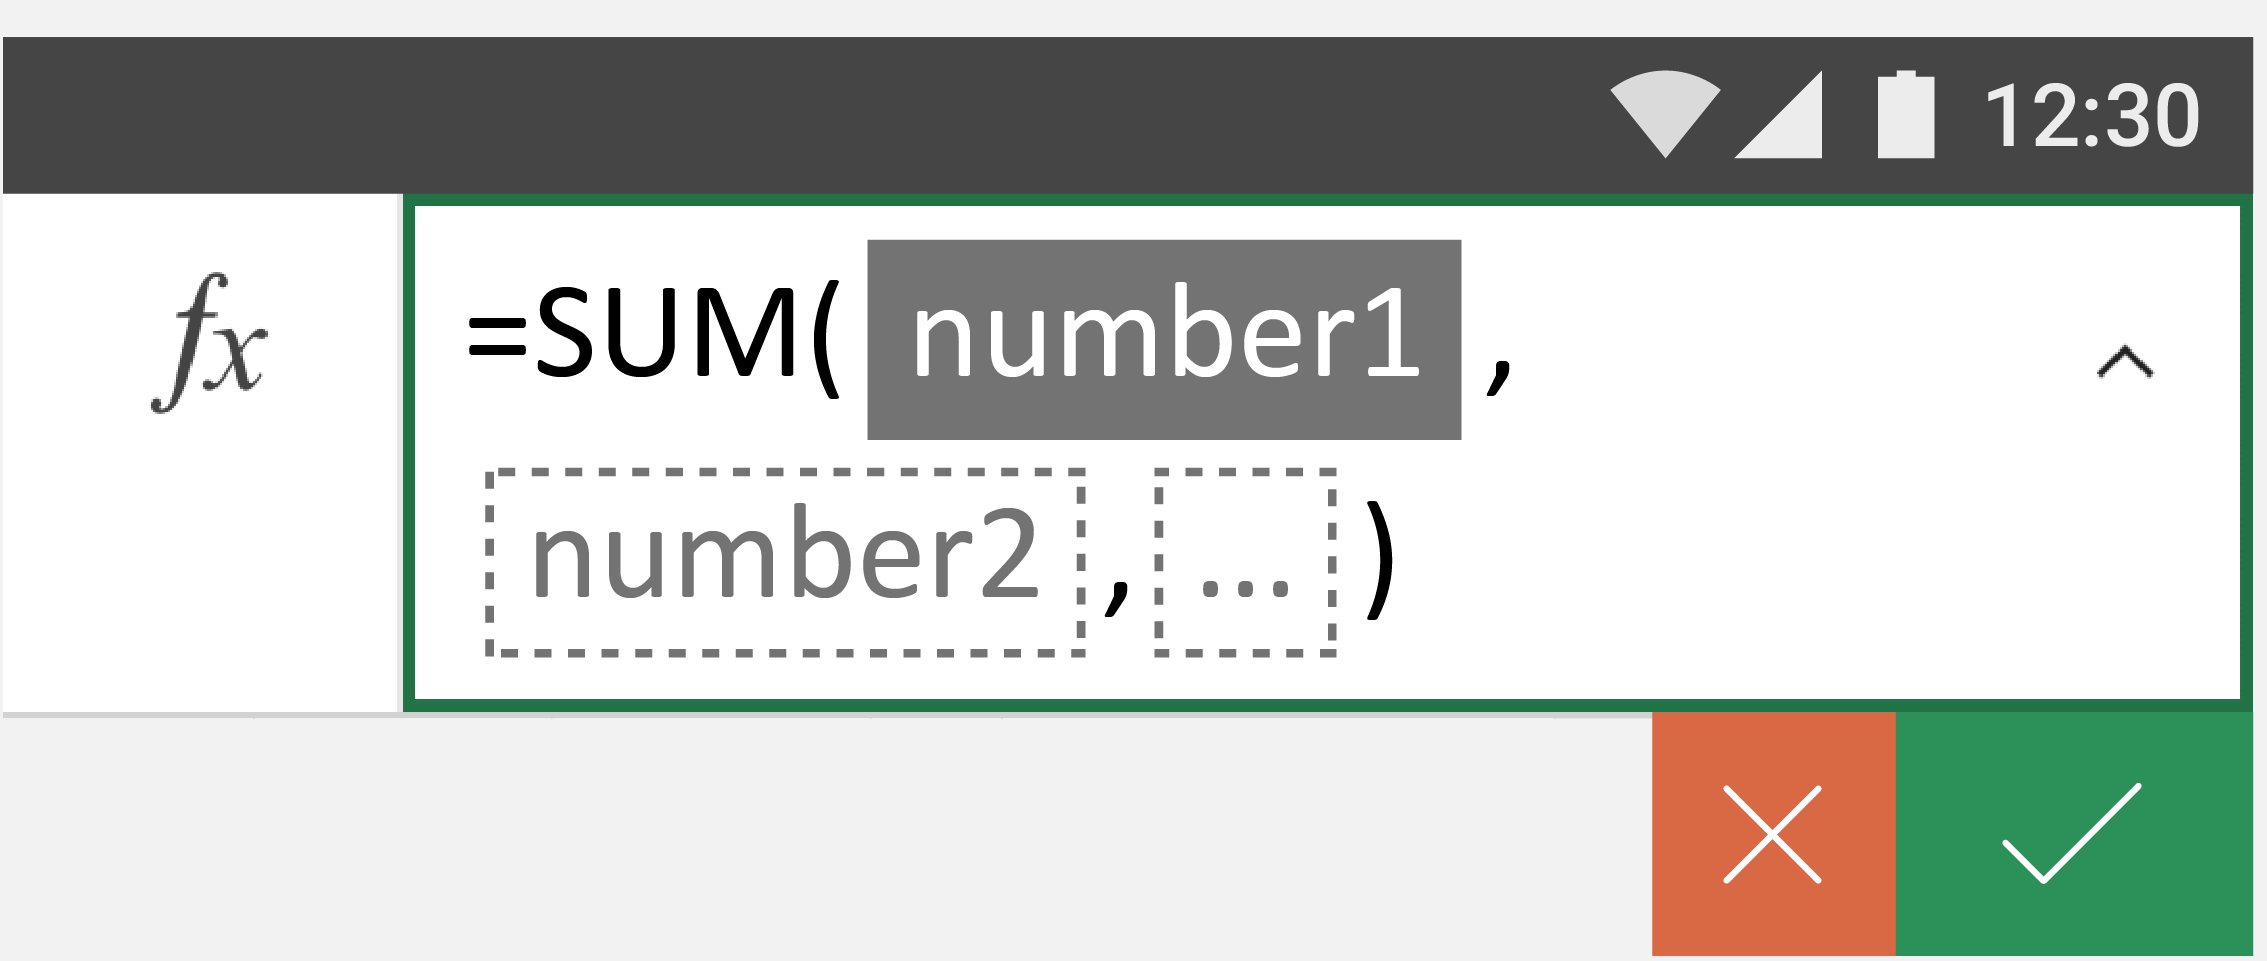 12:30
fx
=SUM( number1 ,
number2 , ... )